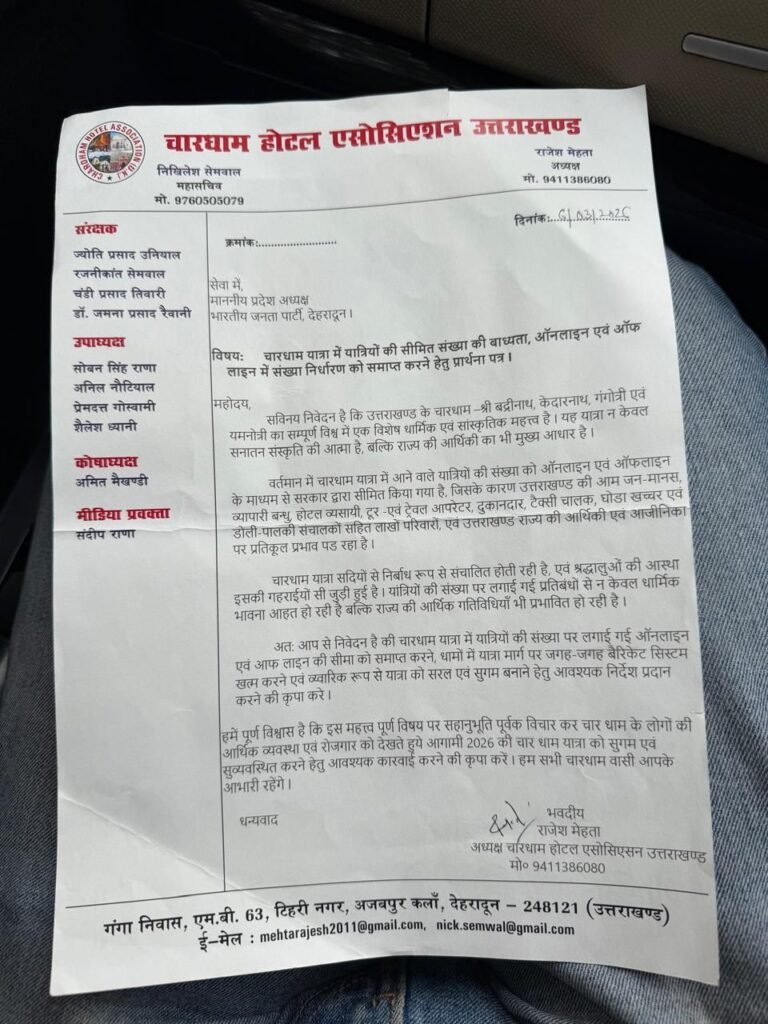 CHARDHAM HOTEL ASSOCIATION (U.K.)
चारधाम होटल एसोसिएशन उत्तराखण्ड
निखिलेश सेमवाल
महासचिव
मो. 9760505079
राजेश मेहता
अध्यक्ष
मो. 9411386080
संरक्षक
ज्योति प्रसाद उनियाल
रजनीकांत सेमवाल
चंडी प्रसाद तिवारी
डॉ. जमना प्रसाद रैवानी
उपाध्यक्ष
सोबन सिंह राणा
अनिल नौटियाल
प्रेमदत्त गोस्वामी
शैलेश ध्यानी
कोषाध्यक्ष
अमित मैखण्डी
मीडिया प्रवक्ता
संदीप राणा
क्रमांक:........................
दिनांक:...6/03/2026
सेवा में,
माननीय प्रदेश अध्यक्ष
भारतीय जनता पार्टी, देहरादून।
विषय: चारधाम यात्रा में यात्रियों की सीमित संख्या की बाध्यता, ऑनलाइन एवं ऑफ
लाइन में संख्या निर्धारण को समाप्त करने हेतु प्रार्थना पत्र।
महोदय,
सविनय निवेदन है कि उत्तराखण्ड के चारधाम –श्री बद्रीनाथ, केदारनाथ, गंगोत्री एवं
यमनोत्री का सम्पूर्ण विश्व में एक विशेष धार्मिक एवं सांस्कृतिक महत्त्व है। यह यात्रा न केवल
सनातन संस्कृति की आत्मा है, बल्कि राज्य की आर्थिकी का भी मुख्य आधार है।
वर्तमान में चारधाम यात्रा में आने वाले यात्रियों की संख्या को ऑनलाइन एवं ऑफलाइन
के माध्यम से सरकार द्वारा सीमित किया गया है, जिसके कारण उत्तराखण्ड की आम जन-मानस,
व्यापारी बन्धु, होटल व्यसायी, टूर -एवं ट्रेवल आपरेटर, दुकानदार, टैक्सी चालक, घोडा खच्चर एवं
डोली-पालकी संचालकों सहित लाखों परिवारों, एवं उत्तराखण्ड राज्य की आर्थिकी एवं आजीनिका
पर प्रतिकूल प्रभाव पड रहा है।
चारधाम यात्रा सदियों से निर्बाध रूप से संचालित होती रही है, एवं श्रद्धालुओं की आस्था
इसकी गहराईयों सी जुड़ी हुई है। यात्रियों की संख्या पर लगाई गई प्रतिबंधों से न केवल धार्मिक
भावना आहत हो रही है बल्कि राज्य की आर्थिक गतिविधियाँ भी प्रभावित हो रही है।
अत: आप से निवेदन है की चारधाम यात्रा में यात्रियों की संख्या पर लगाई गई ऑनलाइन
एवं आफ लाइन की सीमा को समाप्त करने, धामों में यात्रा मार्ग पर जगह-जगह बैरिकेट सिस्टम
खत्म करने एवं व्वारिक रूप से यात्रा को सरल एवं सुगम बनाने हेतु आवश्यक निर्देश प्रदान
करने की कृपा करे।
हमें पूर्ण विश्वास है कि इस महत्त्व पूर्ण विषय पर सहानुभूति पूर्वक विचार कर चार धाम के लोगों की
आर्थिक व्यवस्था एवं रोजगार को देखते हुये आगामी 2026 की चार धाम यात्रा को सुगम एवं
सुव्यवस्थित करने हेतु आवश्यक कारवाई करने की कृपा करें। हम सभी चारधाम वासी आपके
आभारी रहेंगे।
धन्यवाद
भवदीय
राजेश मेहता
अध्यक्ष चारधाम होटल एसोसिएसन उत्तराखण्ड
मो० 9411386080
गंगा निवास, एम.बी. 63, टिहरी नगर, अजबपुर कलाँ, देहरादून – 248121 (उत्तराखण्ड)
ई–मेल : mehtarajesh2011@gmail.com, nick.semwal@gmail.com